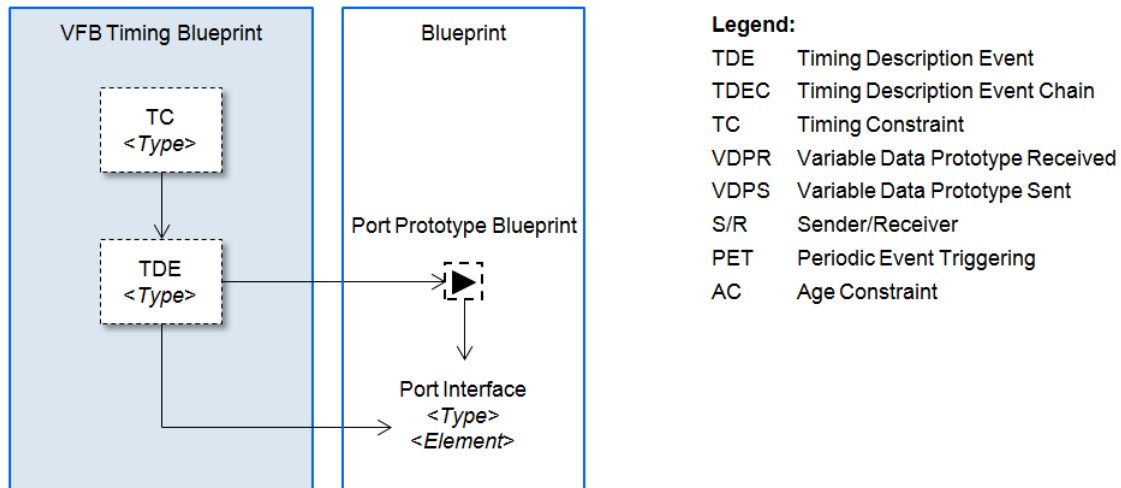 VFB Timing Blueprint
TC
<Type>
TDE
<Type>
Blueprint
Port Prototype Blueprint
Port Interface
<Type>
<Element>
Legend:
TDE Timing Description Event
TDEC Timing Description Event Chain
TC Timing Constraint
VDPR Variable Data Prototype Received
VDPS Variable Data Prototype Sent
S/R Sender/Receiver
PET Periodic Event Triggering
AC Age Constraint